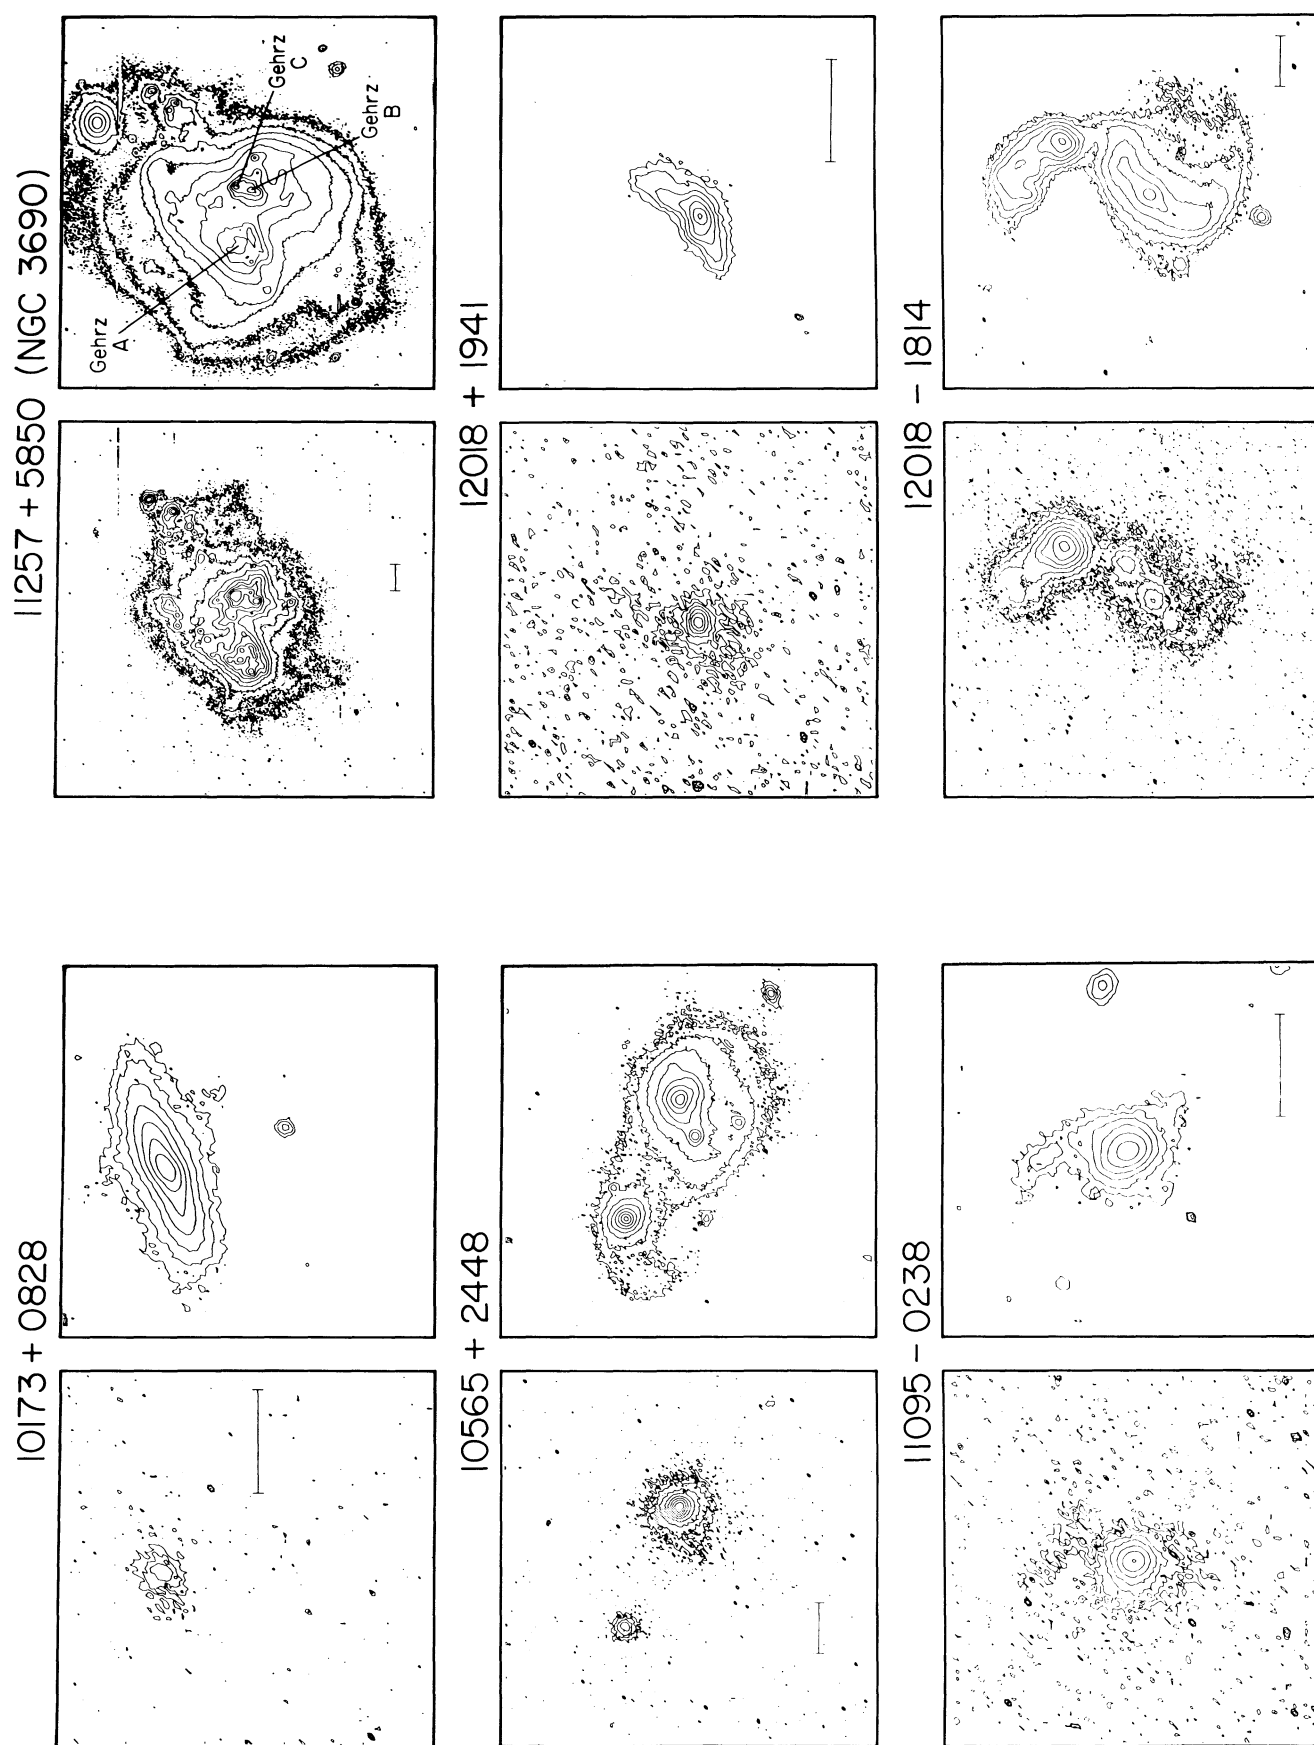 10173 + 0828
11257 + 5850 (NGC 3690)
Gehrz
A
Gehrz
C
Gehrz
B
10565 + 2448
12018 + 1941
11095 – 0238
12018 – 1814